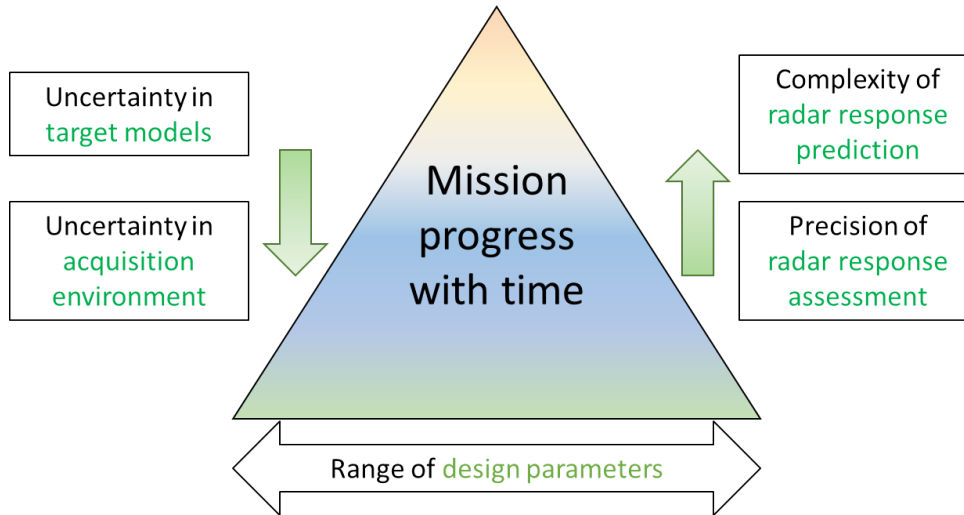 Uncertainty in
target models
Uncertainty in
acquisition
environment
Mission
progress
with time
Complexity of
radar response
prediction
Precision of
radar response
assessment
Range of design parameters